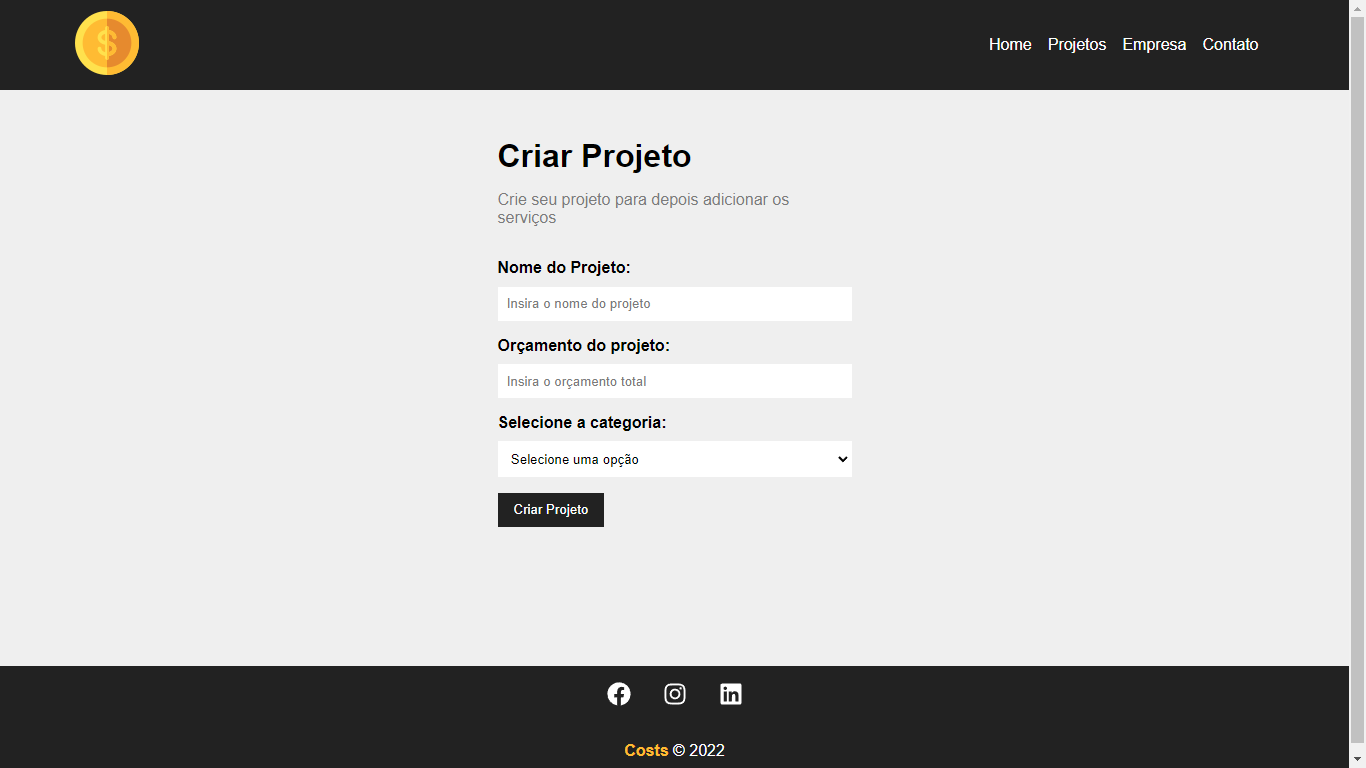 $
Home Projetos Empresa Contato
Criar Projeto
Crie seu projeto para depois adicionar os
serviços
Nome do Projeto:
Insira o nome do projeto
Orçamento do projeto:
Insira o orçamento total
Selecione a categoria:
Selecione uma opção
Criar Projeto
Costs © 2022